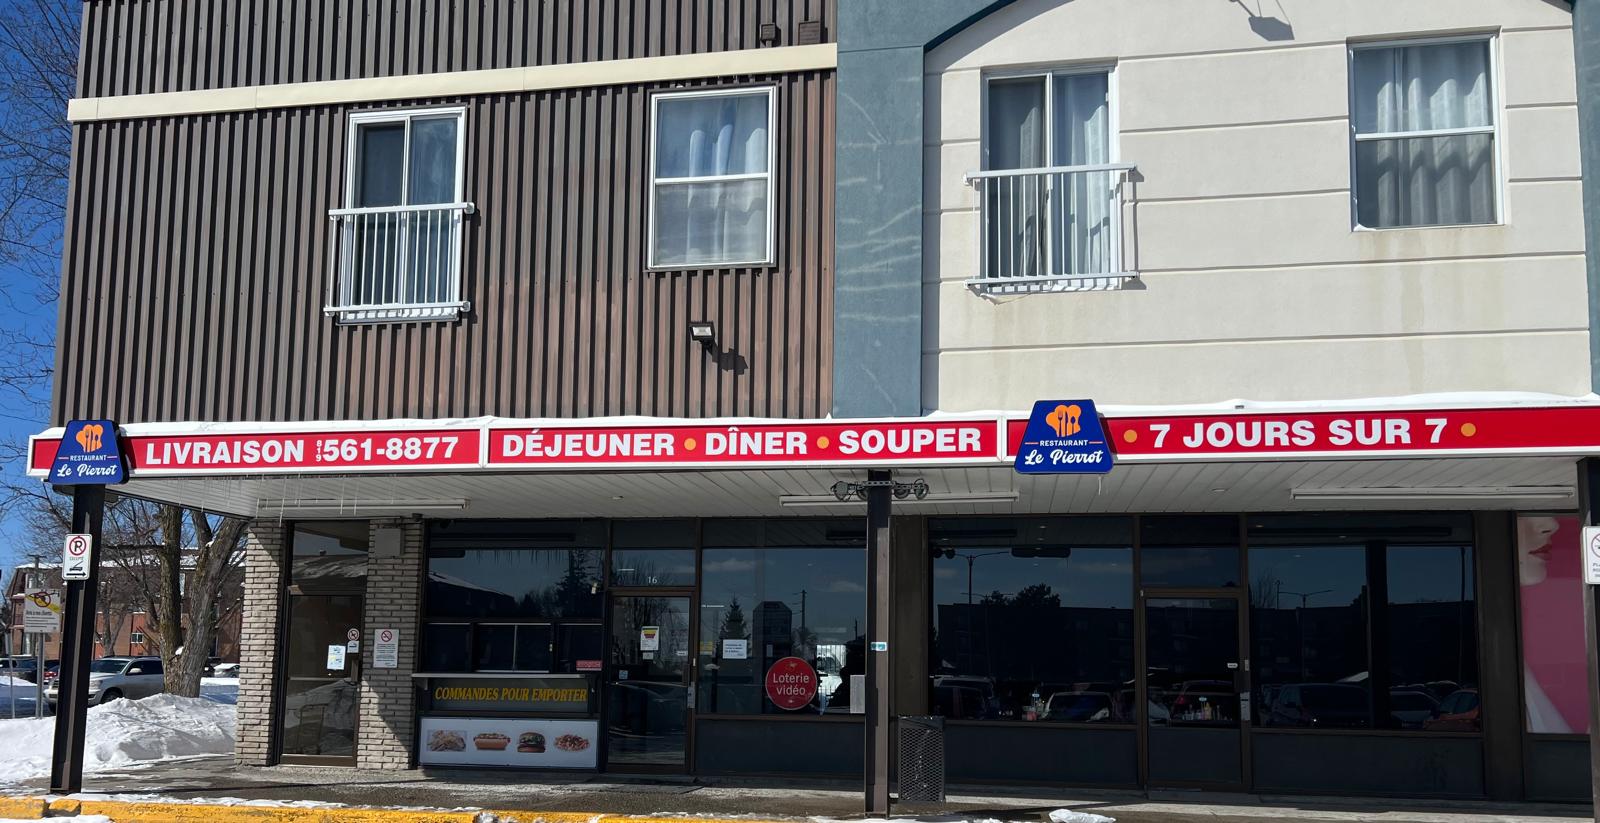 RESTAURANT
Le Pierrot
LIVRAISON 819 561-8877
DÉJEUNER • DÎNER • SOUPER
RESTAURANT
Le Pierrot
• 7 JOURS SUR 7 •
16
COMMANDES POUR EMPORTER
Loterie
vidéo